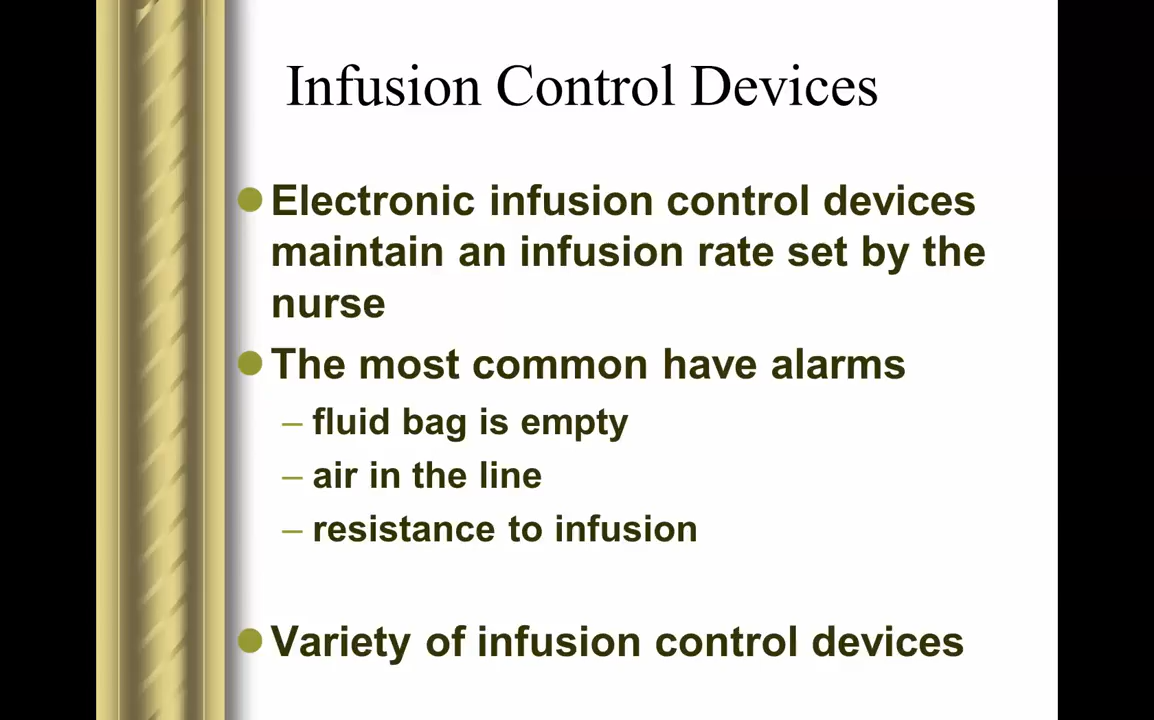 Infusion Control Devices
Electronic infusion control devices
maintain an infusion rate set by the
nurse
The most common have alarms
– fluid bag is empty
– air in the line
– resistance to infusion
Variety of infusion control devices